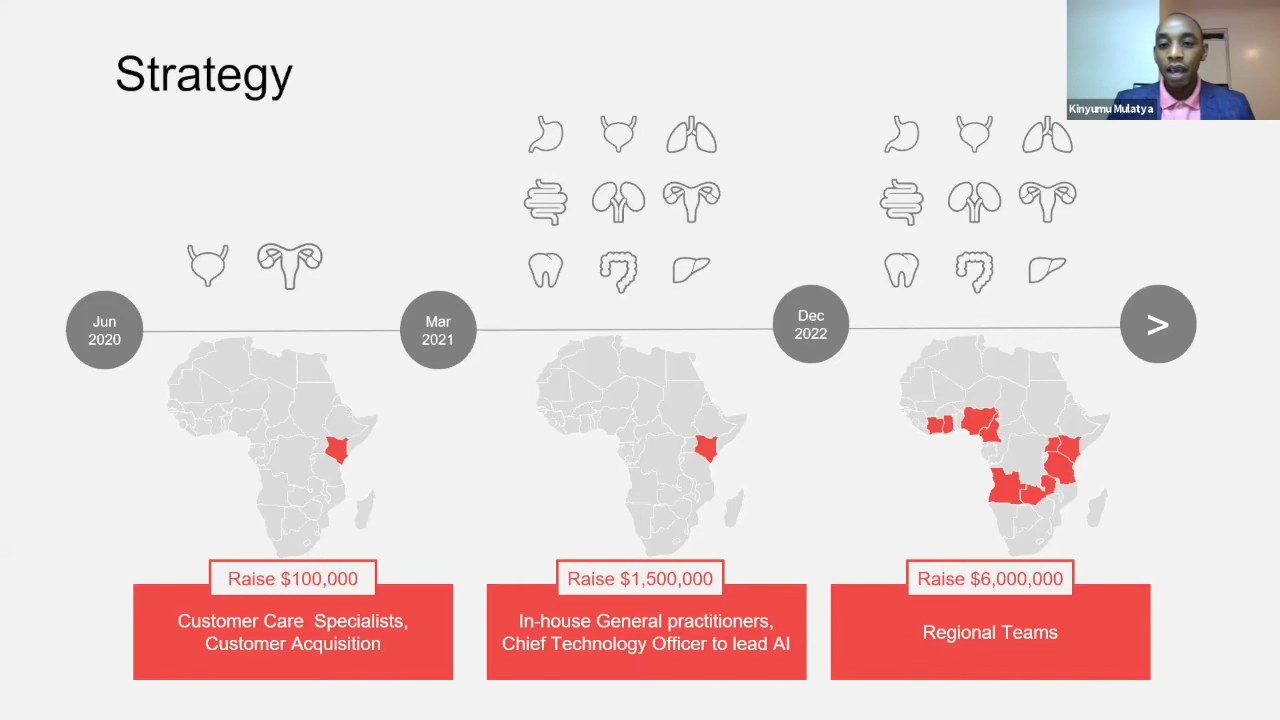 Strategy
Kinyumu Mulatya
Jun
2020
Mar
2021
Dec
2022
>
Raise $100,000
Customer Care Specialists,
Customer Acquisition
Raise $1,500,000
In-house General practitioners,
Chief Technology Officer to lead AI
Raise $6,000,000
Regional Teams